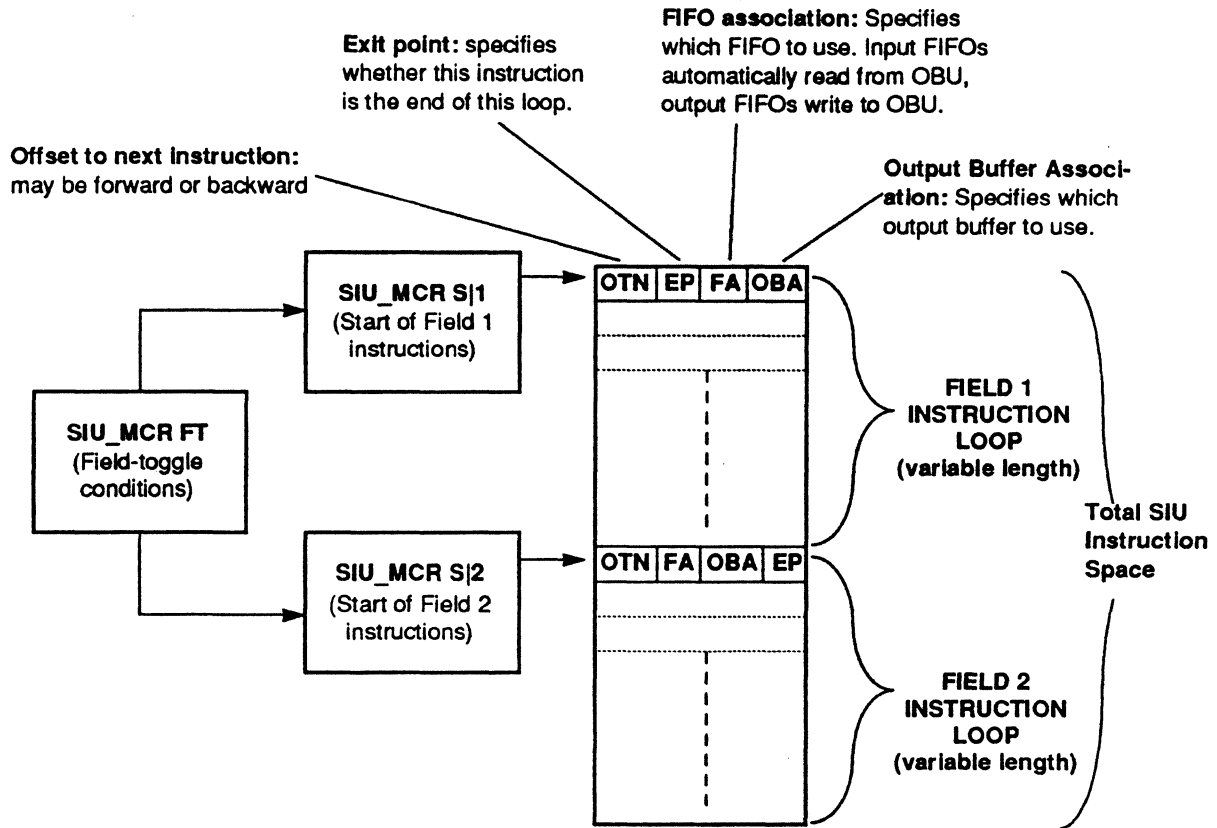 FIFO association: Specifies
which FIFO to use. Input FIFOs
automatically read from OBU,
output FIFOs write to OBU.
Exit point: specifies
whether this instruction
is the end of this loop.
Offset to next instruction:
may be forward or backward
Output Buffer Associ-
ation: Specifies which
output buffer to use.
OTN EP FA OBA
SIU_MCR S|1
(Start of Field 1
instructions)
FIELD 1
INSTRUCTION
LOOP
(variable length)
SIU_MCR FT
(Field-toggle
conditions)
Total SIU
Instruction
Space
OTN FA OBA EP
SIU_MCR S|2
(Start of Field 2
instructions)
FIELD 2
INSTRUCTION
LOOP
(variable length)